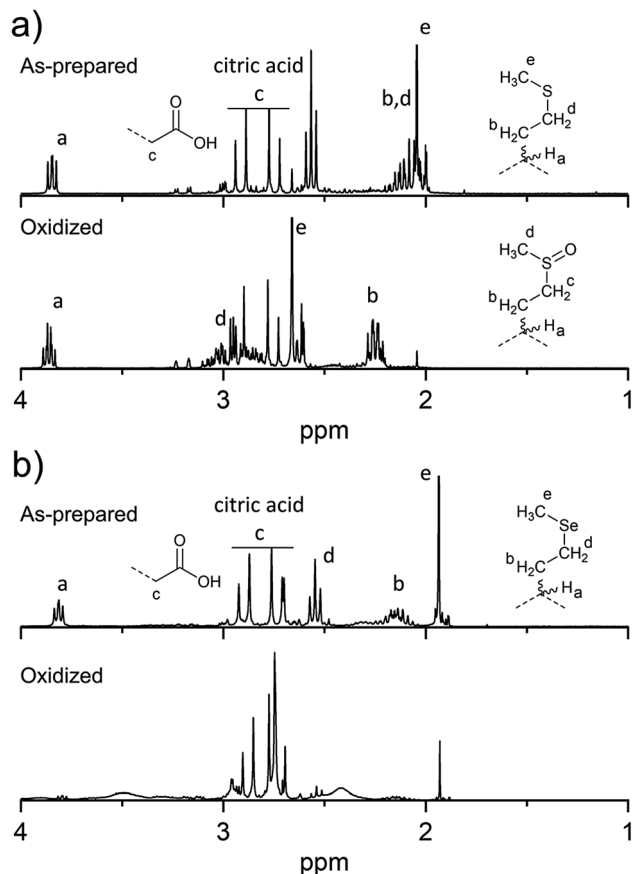 a)
As-prepared
citric acid
c
a
O
OH
c
b,d
e
e
H3C
S
d
CH2
b
H2C
Ha
Oxidized
a
d
e
b
d
H3C
S
O
c
CH2
b
H2C
Ha
4 3 2 1
ppm
b)
As-prepared
citric acid
c
a
O
OH
c
d
b
e
e
H3C
Se
d
CH2
b
H2C
Ha
Oxidized
4 3 2 1
ppm